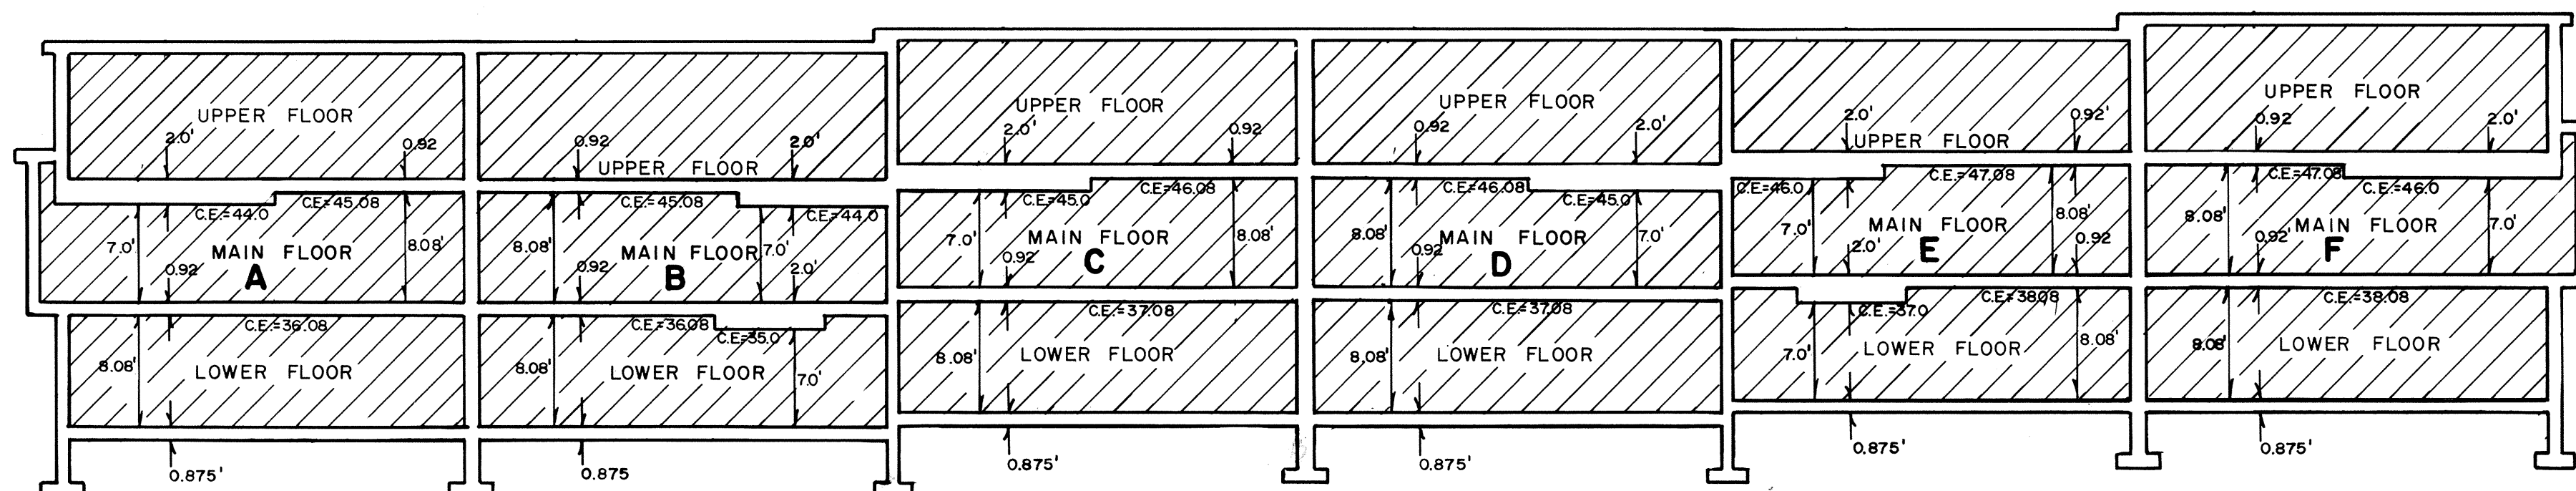 UPPER FLOOR
2.0'
0.92
C.E.=44.0
C.E.=45.08
7.0'
8.08'
MAIN FLOOR
A
0.92
C.E.=36.08
8.08'
LOWER FLOOR
0.875'
0.92
2.0'
UPPER FLOOR
C.E.=45.08
C.E.=44.0
8.08'
MAIN FLOOR
7.0'
B
0.92
2.0'
C.E.=36.08
C.E=35.0
8.08'
LOWER FLOOR
7.0'
0.875
UPPER FLOOR
2.0'
0.92
C.E.=46.08
C.E.=45.0
7.0'
MAIN FLOOR
8.08'
C
0.92
C.E.=37.08
8.08'
LOWER FLOOR
0.875'
UPPER FLOOR
0.92
2.0'
C.E.=46.08
C.E.=45.0
8.08'
MAIN FLOOR
7.0'
0.92
D
C.E.=37.08
8.08'
LOWER FLOOR
0.875'
2.0'
0.92'
UPPER FLOOR
C.E.=46.0
C.E.=47.08
7.0'
MAIN FLOOR
8.08'
E
2.0'
0.92
C.E.=37.0
C.E.=38.08
7.0'
LOWER FLOOR
8.08'
0.875'
UPPER FLOOR
0.92
2.0'
C.E.=47.08
C.E.=46.0
8.08'
MAIN FLOOR
7.0'
0.92'
F
C.E.=38.08
8.08'
LOWER FLOOR
0.875'